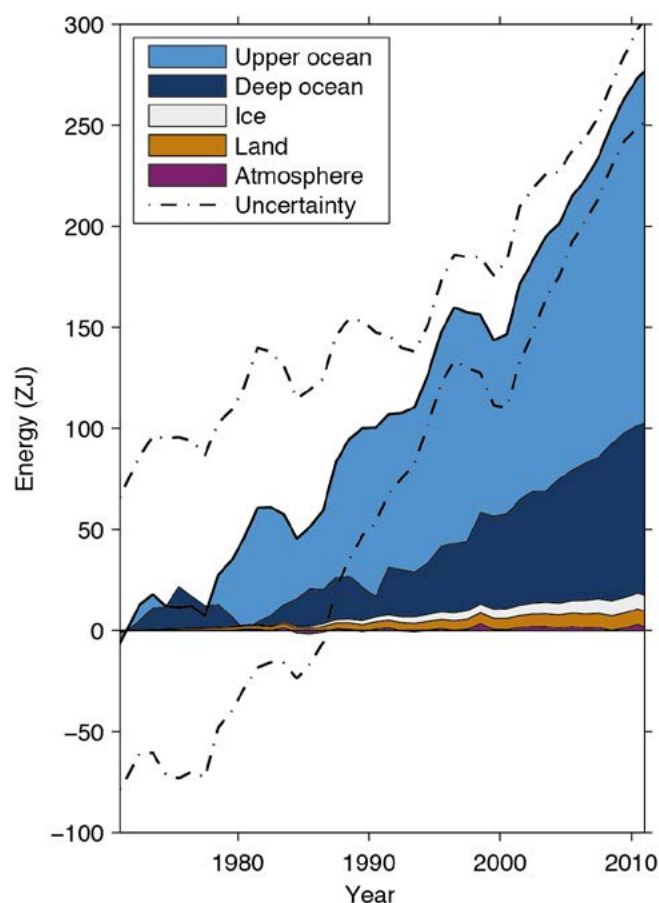 300
250
200
150
100
50
0
−50
−100
Energy (ZJ)
Upper ocean
Deep ocean
Ice
Land
Atmosphere
Uncertainty
1980
1990
2000
2010
Year